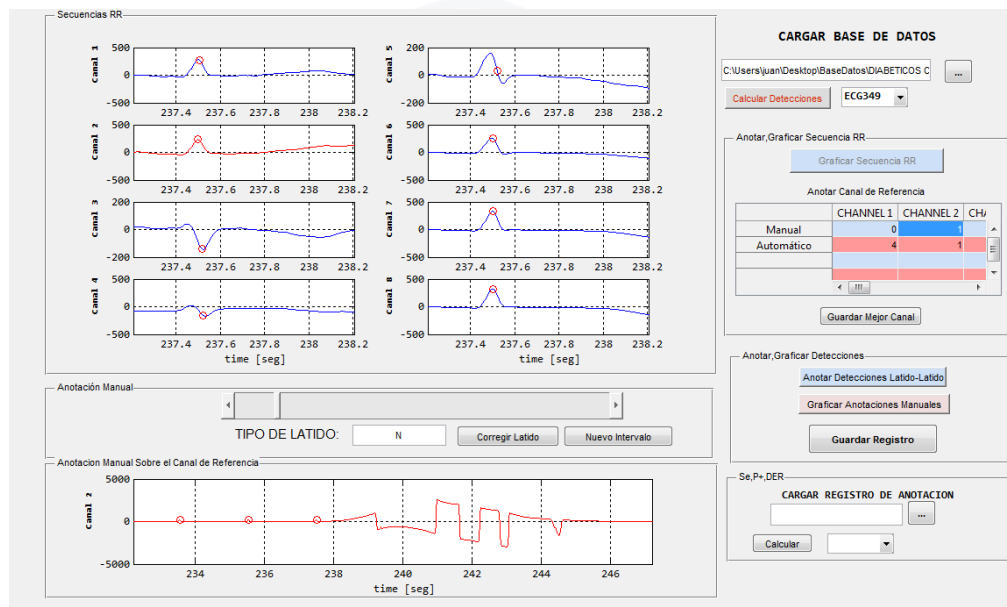 Secuencias RR
Canal 1
500
0
-500
237.4 237.6 237.8 238 238.2
Canal 2
500
0
-500
237.4 237.6 237.8 238 238.2
Canal 3
200
0
-200
237.4 237.6 237.8 238 238.2
Canal 4
500
0
-500
237.4 237.6 237.8 238 238.2
time [seg]
Canal 5
200
0
200
237.4 237.6 237.8 238 238.2
Canal 6
500
0
-500
237.4 237.6 237.8 238 238.2
Canal 7
500
0
-500
237.4 237.6 237.8 238 238.2
Canal 8
500
0
-500
237.4 237.6 237.8 238 238.2
time [seg]
Anotación Manual
TIPO DE LATIDO: N Corregir Latido Nuevo Intervalo
Anotacion Manual Sobre el Canal de Referencia
Canal 2
5000
0
-5000
234 236 238 240 242 244 246
time [seg]
CARGAR BASE DE DATOS
C:\Users\juan\Desktop\BaseDatos\DIABETICOS C ...
Calcular Detecciones ECG349
Anotar,Graficar Secuencia RR
Graficar Secuencia RR
Anotar Canal de Referencia
CHANNEL 1 CHANNEL 2 CHA
Manual 0 1
Automático 4 1
Guardar Mejor Canal
Anotar,Graficar Detecciones
Anotar Detecciones Latido-Latido
Graficar Anotaciones Manuales
Guardar Registro
Se,P+,DER
CARGAR REGISTRO DE ANOTACION
...
Calcular